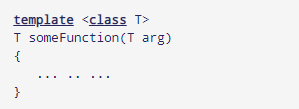 template <class T>
T someFunction(T arg)
{
   ... .. ...
}